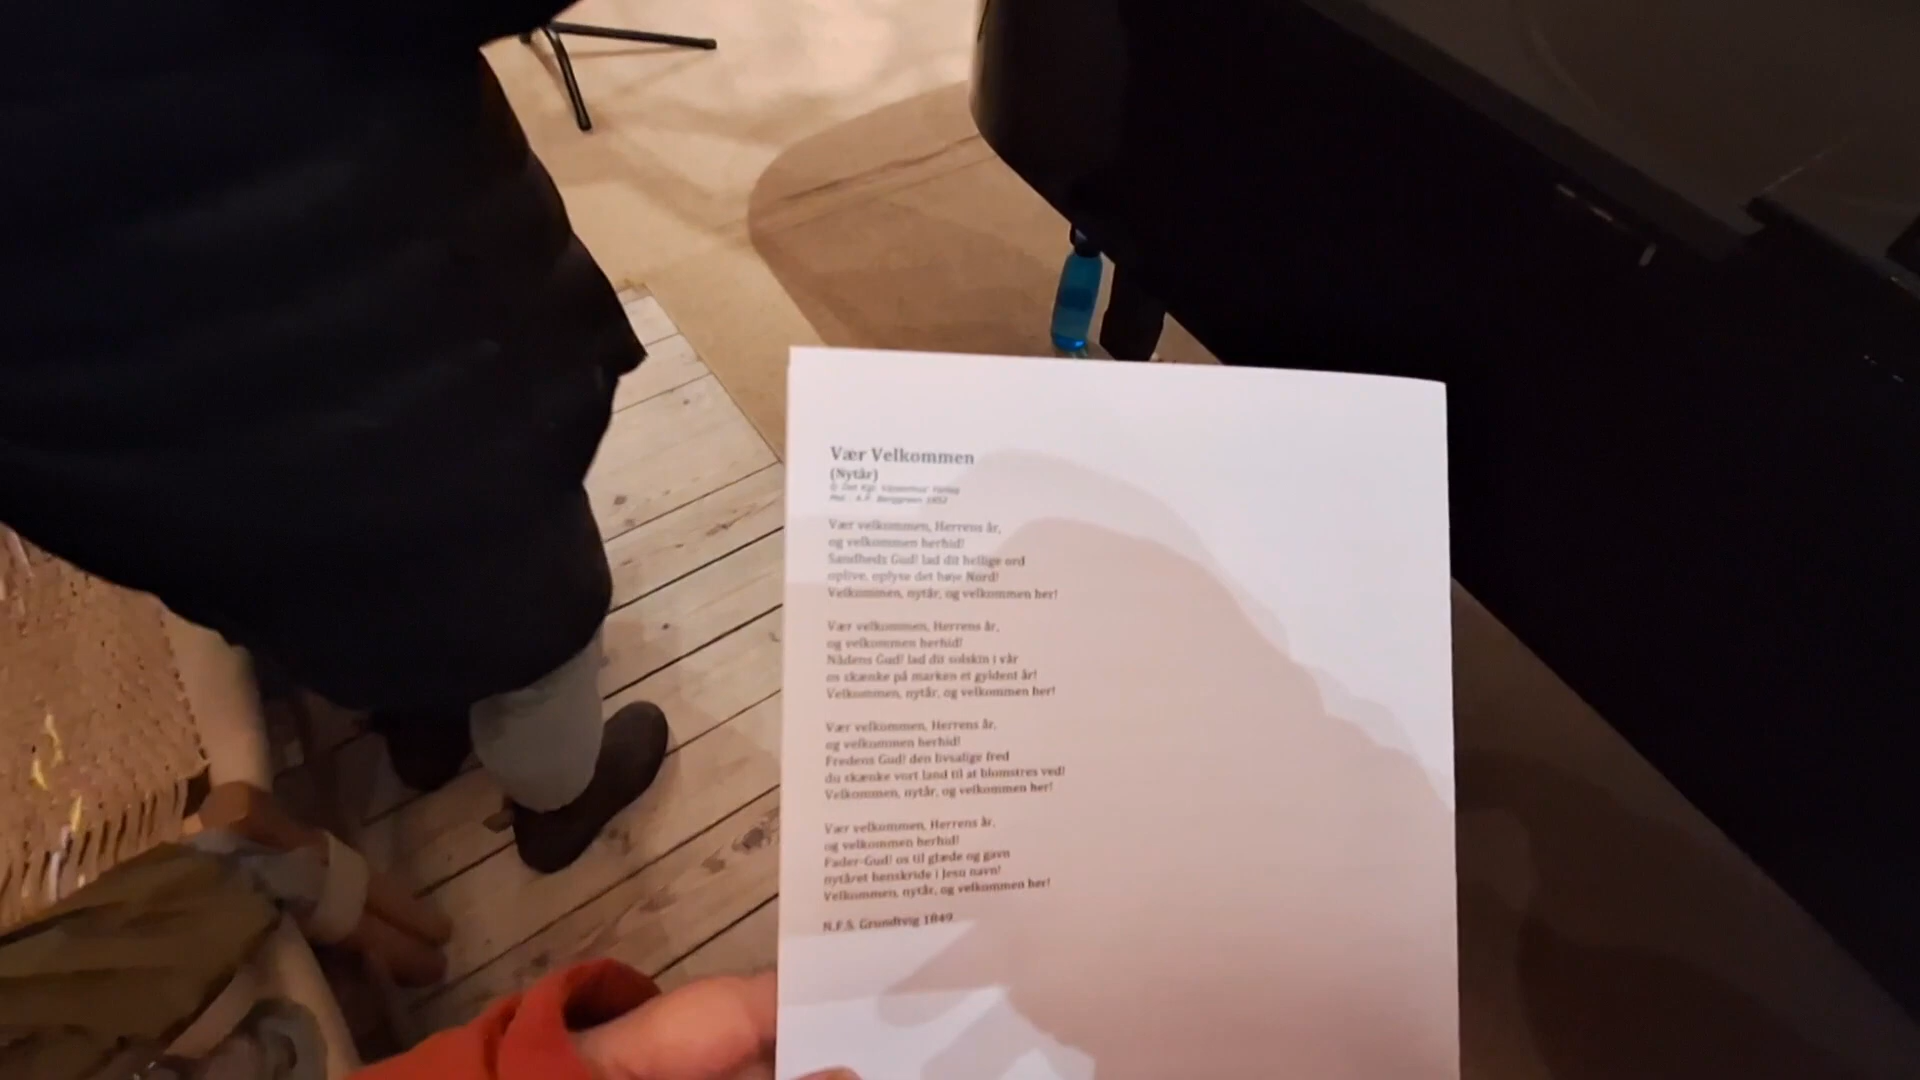 Vær Velkommen
(Nytår)
Mel.: A.P. Berggreen 1852
Vær velkommen, Herrens år,
og velkommen herhid!
Sandheds Gud! lad dit hellige ord
oplive, oplyse det høje Nord!
Velkommen, nytår, og velkommen her!
Vær velkommen, Herrens år,
og velkommen herhid!
Nådens Gud! lad dit solskin i vår
os skænke på marken et gyldent år!
Velkommen, nytår, og velkommen her!
Vær velkommen, Herrens år,
og velkommen herhid!
Fredens Gud! den livsalige fred
du skænke vort land til at blomstres ved!
Velkommen, nytår, og velkommen her!
Vær velkommen, Herrens år,
og velkommen herhid!
Fader-Gud! os til glæde og gavn
nytåret henskride i Jesu navn!
Velkommen, nytår, og velkommen her!
N.F.S. Grundtvig 1849